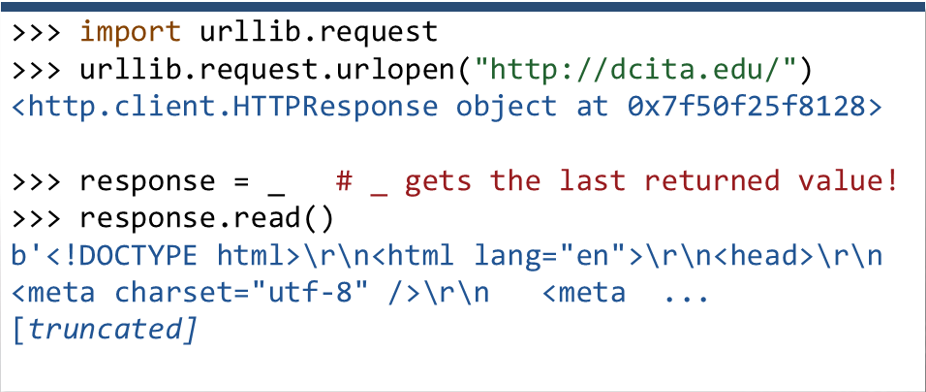 >>> import urllib.request
>>> urllib.request.urlopen("http://dcita.edu/")
<http.client.HTTPResponse object at 0x7f50f25f8128>
>>> response = _   # _ gets the last returned value!
>>> response.read()
b'<!DOCTYPE html>\r\n<html lang="en">\r\n<head>\r\n
<meta charset="utf-8" />\r\n   <meta  ...
[truncated]